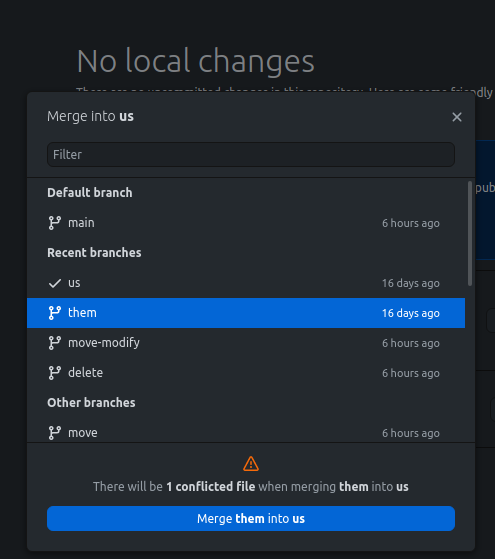 No local changes
There are no uncommitted changes in this repository. Here are some friendly
Merge into us
Filter
Default branch
main 6 hours ago
Recent branches
us 16 days ago
them 16 days ago
move-modify 6 hours ago
delete 6 hours ago
Other branches
move 6 hours ago
There will be 1 conflicted file when merging them into us
Merge them into us
pub